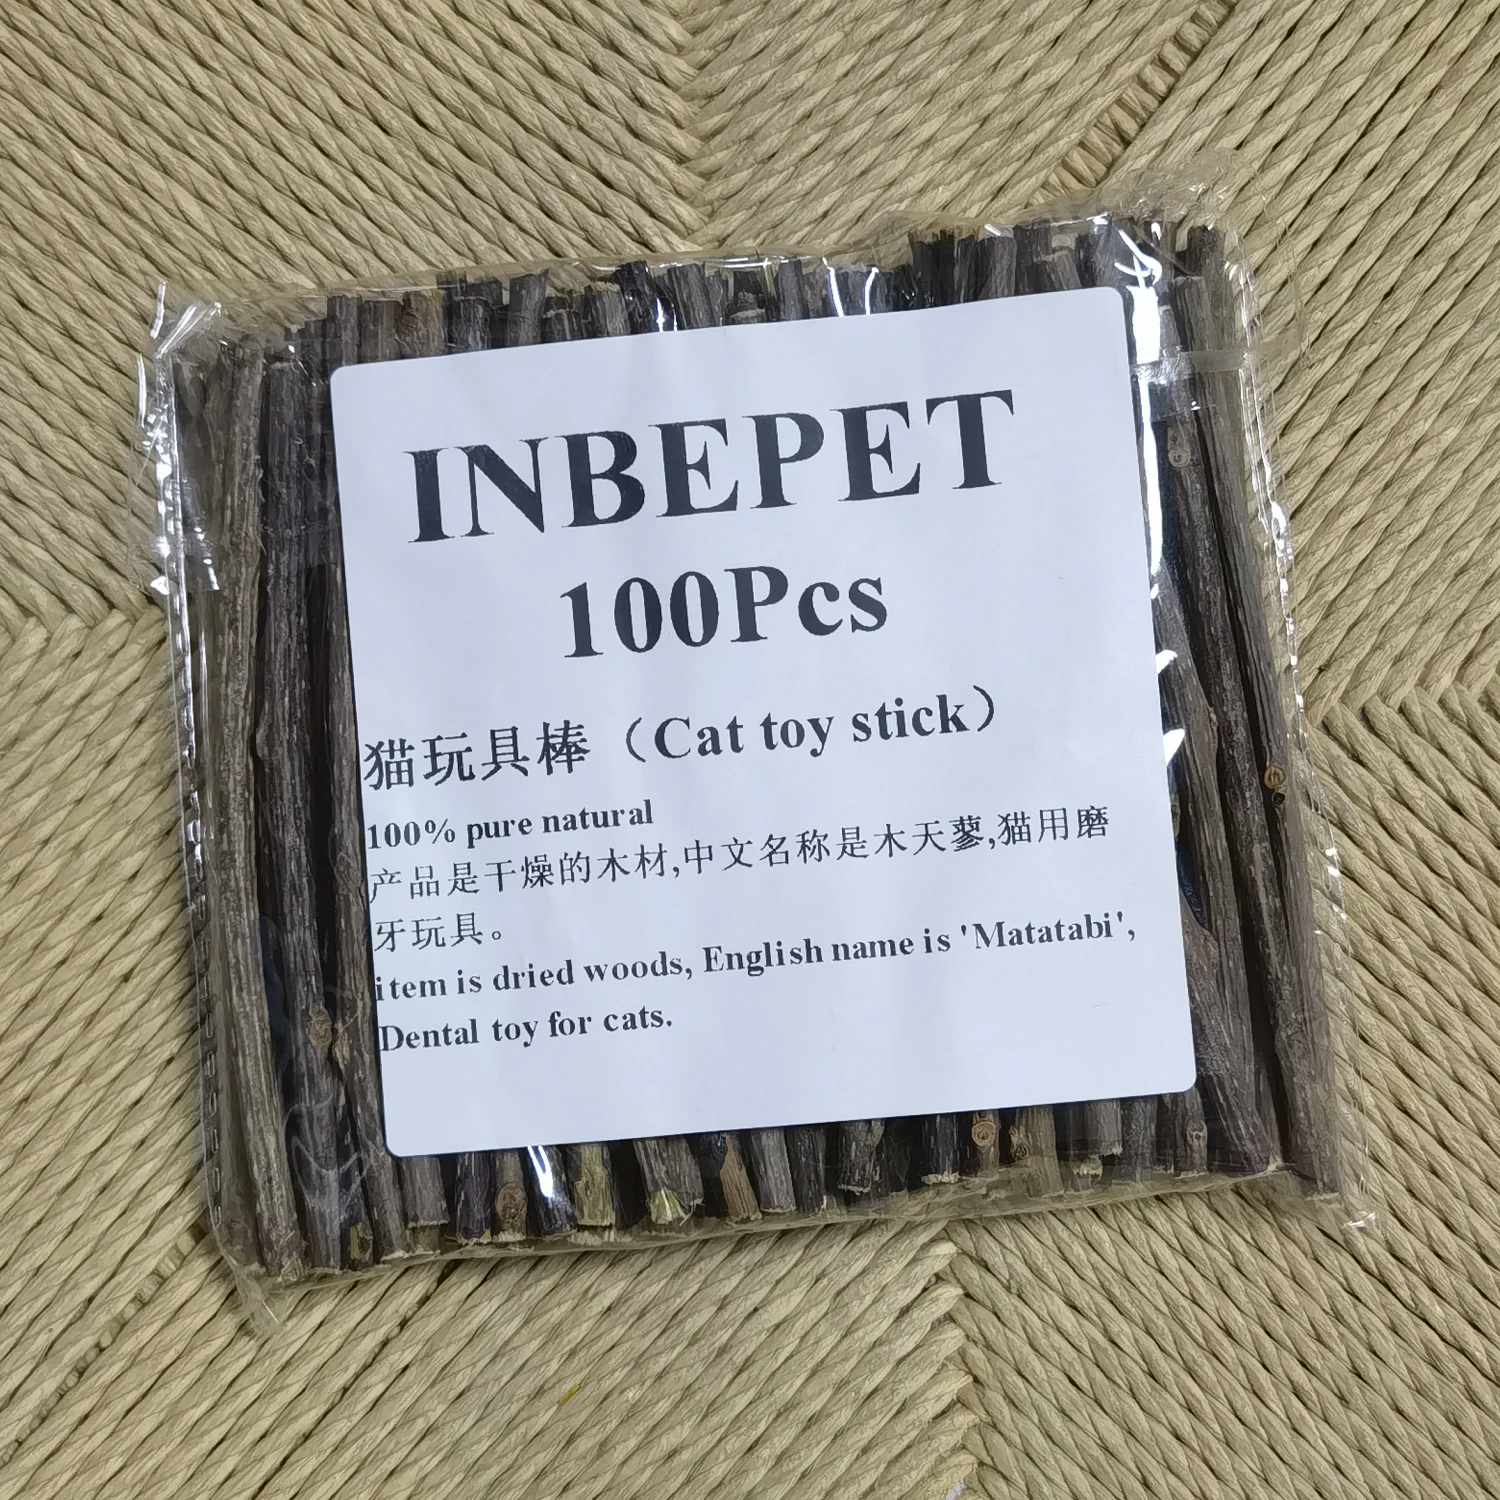 INBEPET
100Pcs
猫玩具棒（Cat toy stick）
100% pure natural
产品是干燥的木材,中文名称是木天蓼,猫用磨
牙玩具。
item is dried woods, English name is 'Matatabi',
Dental toy for cats.